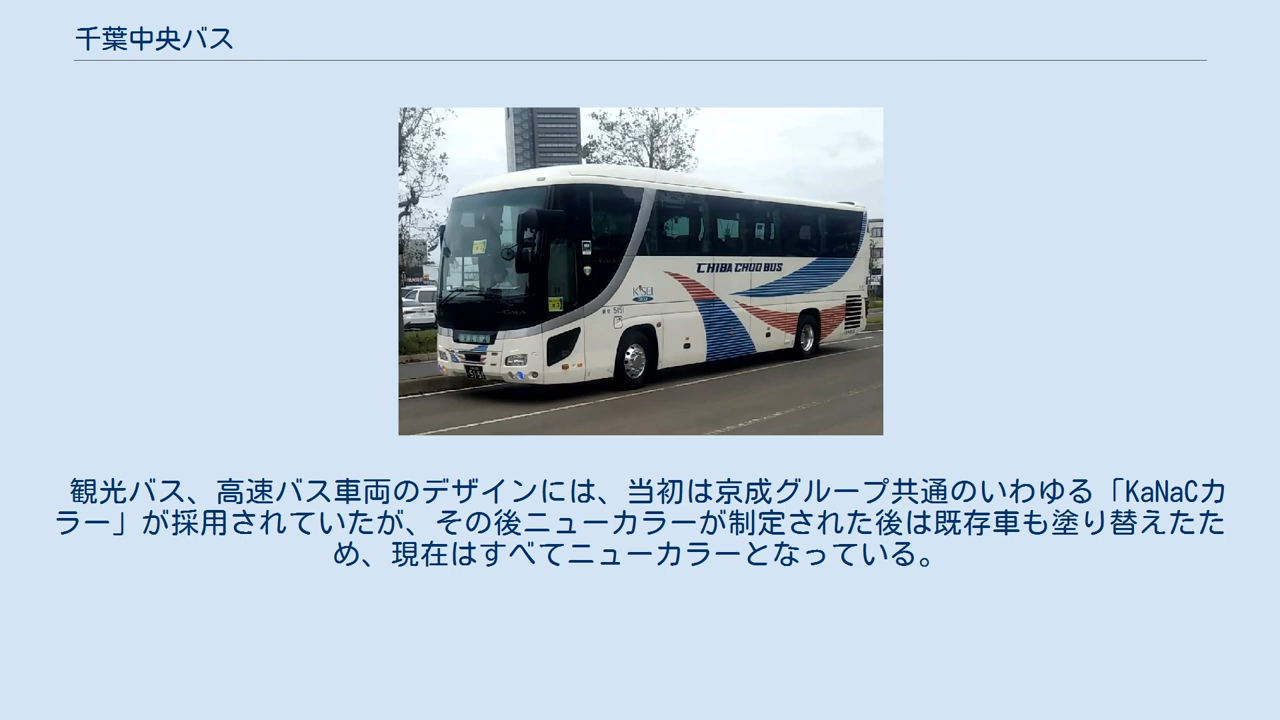 千葉中央バス
CHIBA CHUO BUS
KaSEI
5151
観光バス、高速バス車両のデザインには、当初は京成グループ共通のいわゆる「KaNaCカ
ラー」が採用されていたが、その後ニューカラーが制定された後は既存車も塗り替えたた
め、現在はすべてニューカラーとなっている。